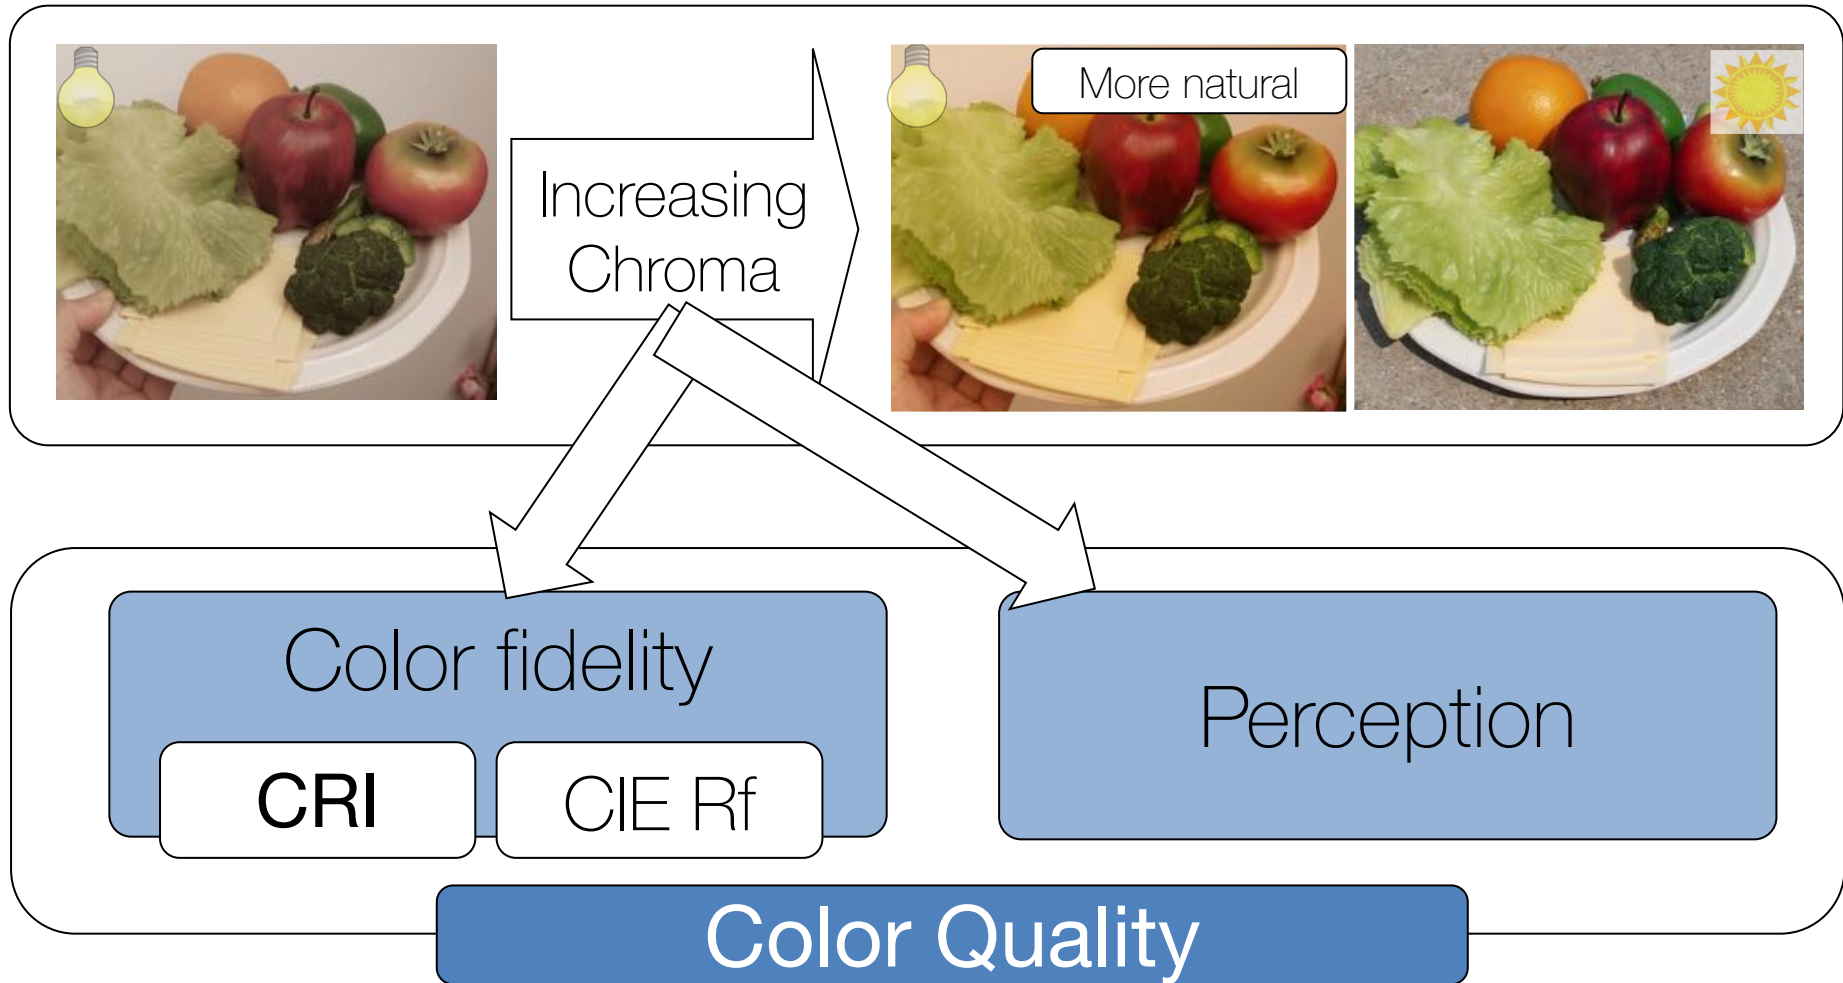 More natural
Increasing
Chroma
Color fidelity
Perception
CRI
CIE Rf
Color Quality